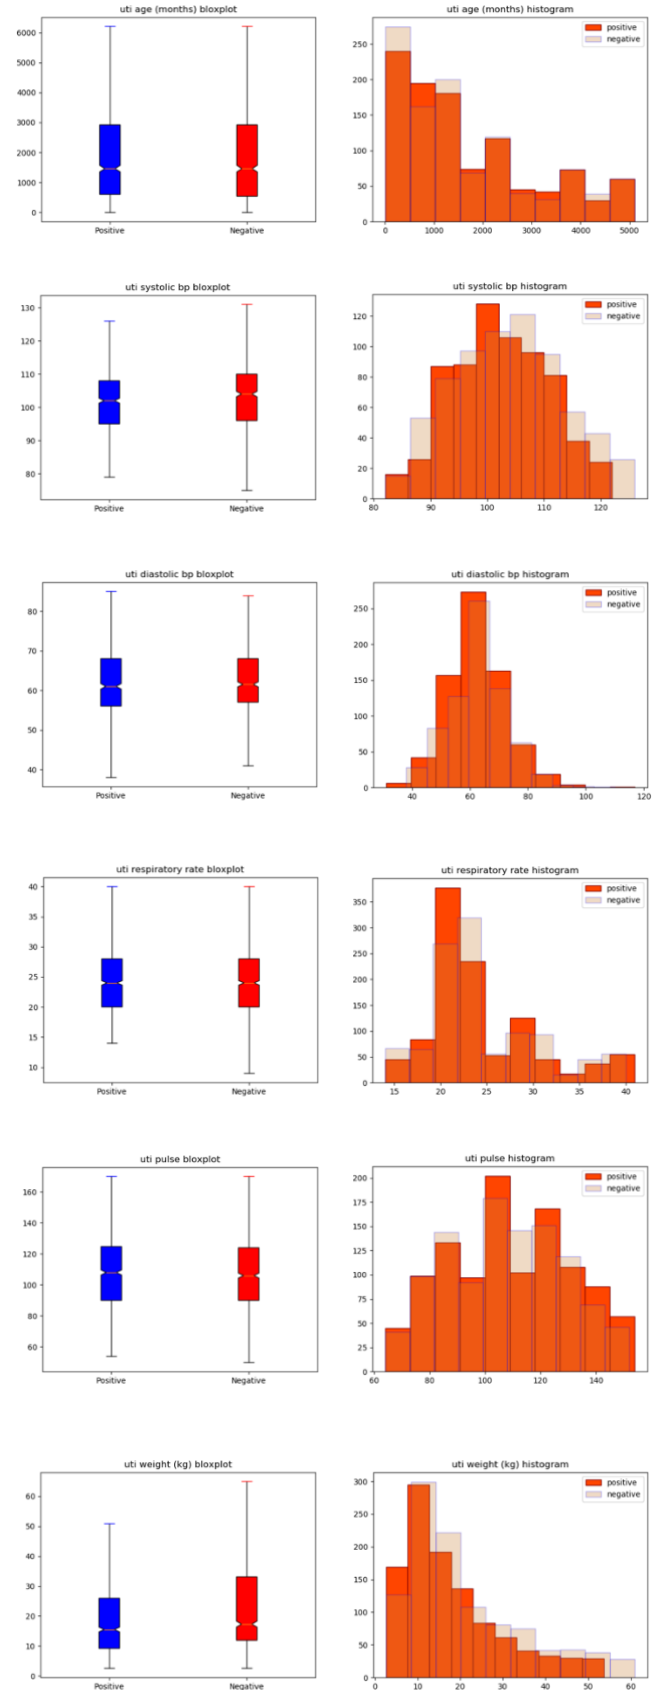 uti age (months) bloxplot
6000
5000
4000
3000
2000
1000
0
Positive
Negative
uti age (months) histogram
positive
negative
250
200
150
100
50
0
0 1000 2000 3000 4000 5000
uti systolic bp bloxplot
130
120
110
100
90
80
Positive
Negative
uti systolic bp histogram
positive
negative
120
100
80
60
40
20
0
80 90 100 110 120
uti diastolic bp bloxplot
80
70
60
50
40
Positive
Negative
uti diastolic bp histogram
positive
negative
250
200
150
100
50
0
40 60 80 100 120
uti respiratory rate bloxplot
40
35
30
25
20
15
10
Positive
Negative
uti respiratory rate histogram
positive
negative
350
300
250
200
150
100
50
0
15 20 25 30 35 40
uti pulse bloxplot
160
140
120
100
80
60
Positive
Negative
uti pulse histogram
positive
negative
200
175
150
125
100
75
50
25
0
60 80 100 120 140
uti weight (kg) bloxplot
60
50
40
30
20
10
0
Positive
Negative
uti weight (kg) histogram
positive
negative
300
250
200
150
100
50
0
0 10 20 30 40 50 60